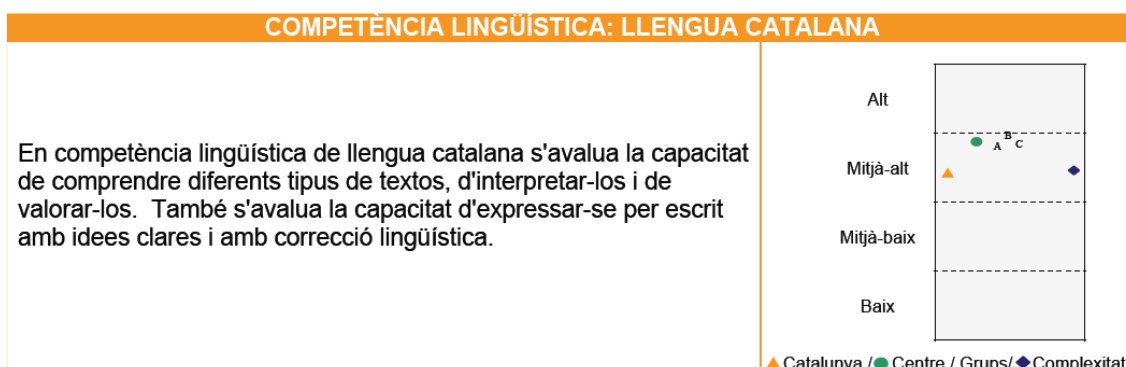 COMPETÈNCIA LINGÜÍSTICA: LLENGUA CATALANA
En competència lingüística de llengua catalana s'avalua la capacitat
de comprendre diferents tipus de textos, d'interpretar-los i de
valorar-los. També s'avalua la capacitat d'expressar-se per escrit
amb idees clares i amb correcció lingüística.
Alt
B
A C
Mitjà-alt
Mitjà-baix
Baix
Catalunya / Centre / Grups/ Complexitat